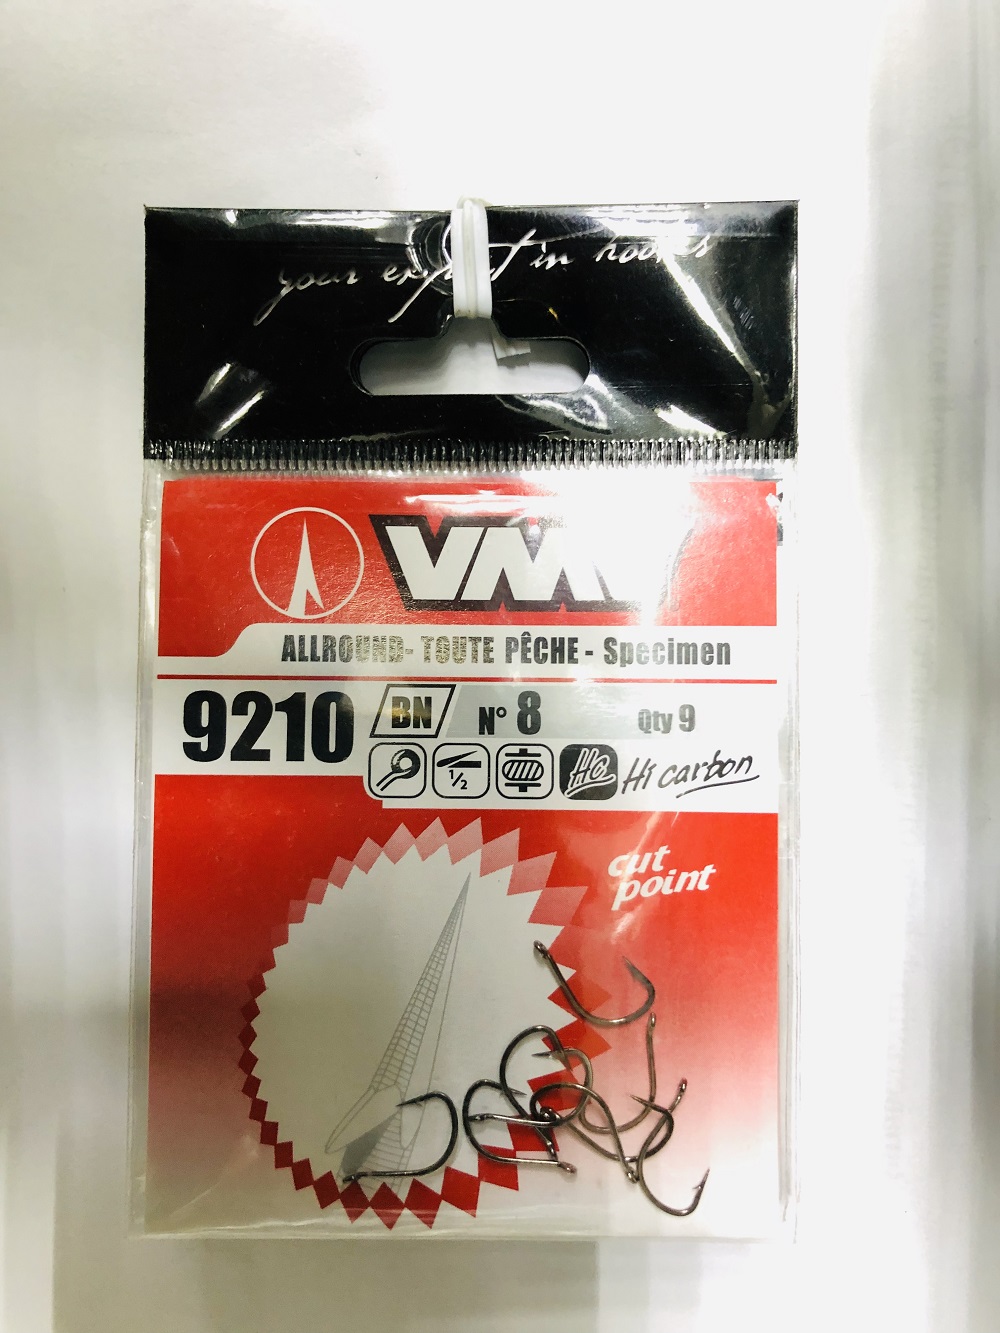 your expert in hooks
VMC
ALLROUND - TOUTE PÊCHE - Specimen
9210 BN N° 8 Qty 9
1/2 HC Hi carbon
cut
point